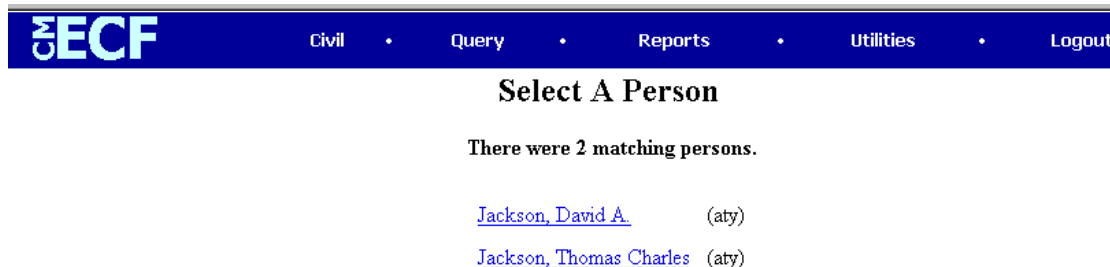 CM ECF Civil • Query • Reports • Utilities • Logout
Select A Person
There were 2 matching persons.
Jackson, David A. (aty)
Jackson, Thomas Charles (aty)